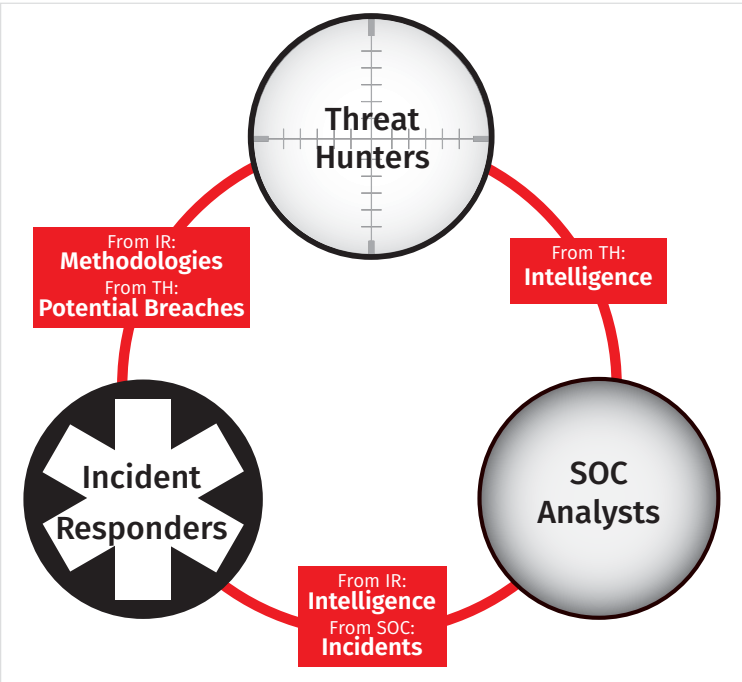 Threat
Hunters
From IR:
Methodologies
From TH:
Potential Breaches
From TH:
Intelligence
Incident
Responders
SOC
Analysts
From IR:
Intelligence
From SOC:
Incidents